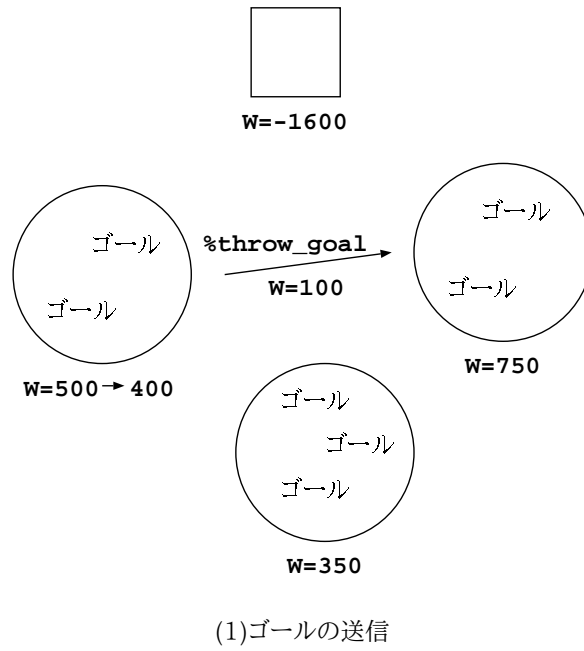 W=-1600
ゴール
ゴール
W=500→400
%throw_goal
W=100
ゴール
ゴール
W=750
ゴール
ゴール
ゴール
W=350
(1)ゴールの送信